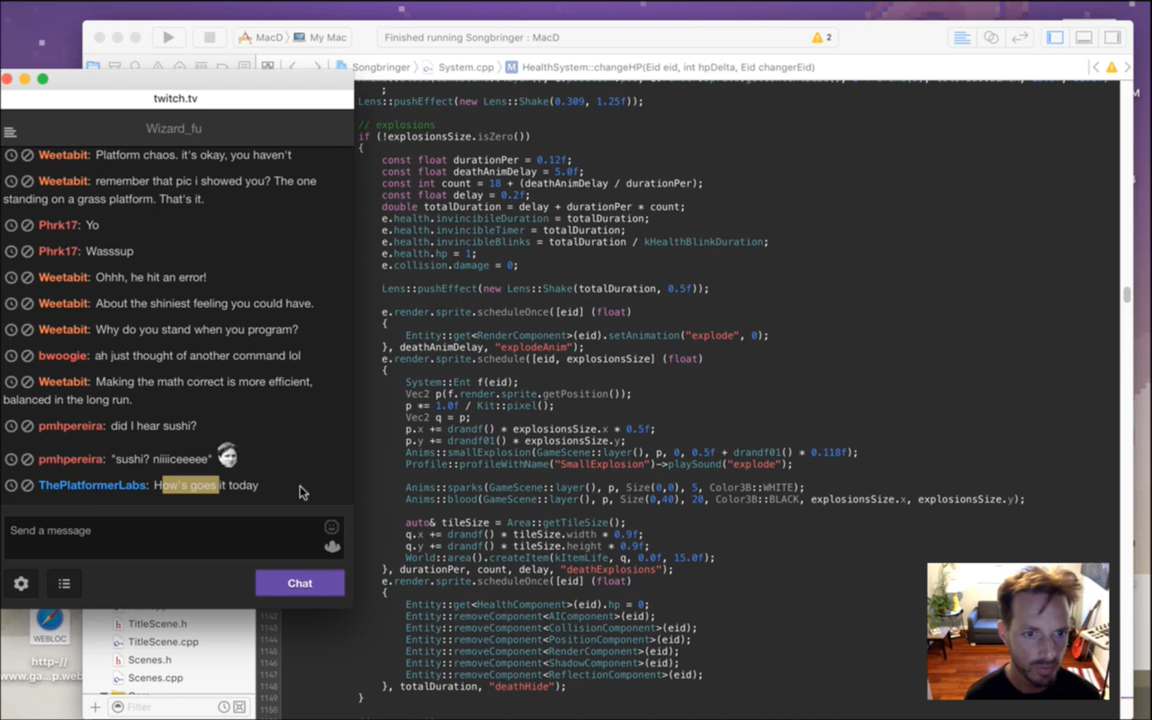 MacD
My Mac
Finished running Songbringer : MacD
2
Songbringer
System.cpp
HealthSystem::changeHP(Eid eid, int hpDelta, Eid changerEid)
twitch.tv
Wizard_fu
Weetabit: Platform chaos. it's okay, you haven't
Weetabit: remember that pic i showed you? The one
standing on a grass platform. That's it.
Phrk17: Yo
Phrk17: Wasssup
Weetabit: Ohhh, he hit an error!
Weetabit: About the shiniest feeling you could have.
Weetabit: Why do you stand when you program?
bwoogie: ah just thought of another command lol
Weetabit: Making the math correct is more efficient,
balanced in the long run.
pmhpereira: did I hear sushi?
pmhpereira: *sushi? niiiceeeee*
ThePlatformerLabs: How's goes it today
Send a message
Chat
WEBLOC
http-//
www.ga...p.web
TitleScene.h
TitleScene.cpp
Scenes.h
Scenes.cpp
Filter
;
Lens::pushEffect(new Lens::Shake(0.309, 1.25f));
// explosions
if (!explosionsSize.isZero())
{
const float durationPer = 0.12f;
const float deathAnimDelay = 5.0f;
const int count = 18 + (deathAnimDelay / durationPer);
const float delay = 0.2f;
double totalDuration = delay + durationPer * count;
e.health.invincibileDuration = totalDuration;
e.health.invincibleTimer = totalDuration;
e.health.invincibleBlinks = totalDuration / kHealthBlinkDuration;
e.health.hp = 1;
e.collision.damage = 0;
Lens::pushEffect(new Lens::Shake(totalDuration, 0.5f));
e.render.sprite.scheduleOnce([eid] (float)
{
Entity::get<RenderComponent>(eid).setAnimation("explode", 0);
}, deathAnimDelay, "explodeAnim");
e.render.sprite.schedule([eid, explosionsSize] (float)
{
System::Ent f(eid);
Vec2 p(f.render.sprite.getPosition());
p *= 1.0f / Kit::pixel();
Vec2 q = p;
p.x += drandf() * explosionsSize.x * 0.5f;
p.y += drandf01() * explosionsSize.y;
Anims::smallExplosion(GameScene::layer(), p, 0, 0.5f + drandf01() * 0.118f);
Profile::profileWithName("SmallExplosion")->playSound("explode");
Anims::sparks(GameScene::layer(), p, Size(0,0), 5, Color3B::WHITE);
Anims::blood(GameScene::layer(), p, Size(0,40), 20, Color3B::BLACK, explosionsSize.x, explosionsSize.y);
auto& tileSize = Area::getTileSize();
q.x += drandf() * tileSize.width * 0.9f;
q.y += drandf() * tileSize.height * 0.9f;
World::area().createItem(kItemLife, q, 0.0f, 15.0f);
}, durationPer, count, delay, "deathExplosions");
e.render.sprite.scheduleOnce([eid] (float)
{
Entity::get<HealthComponent>(eid).hp = 0;
Entity::removeComponent<AIComponent>(eid);
Entity::removeComponent<CollisionComponent>(eid);
Entity::removeComponent<PositionComponent>(eid);
Entity::removeComponent<RenderComponent>(eid);
Entity::removeComponent<ShadowComponent>(eid);
Entity::removeComponent<ReflectionComponent>(eid);
}, totalDuration, "deathHide");
}
1142
1143
1144
1145
1146
1147
1148
1149
1150